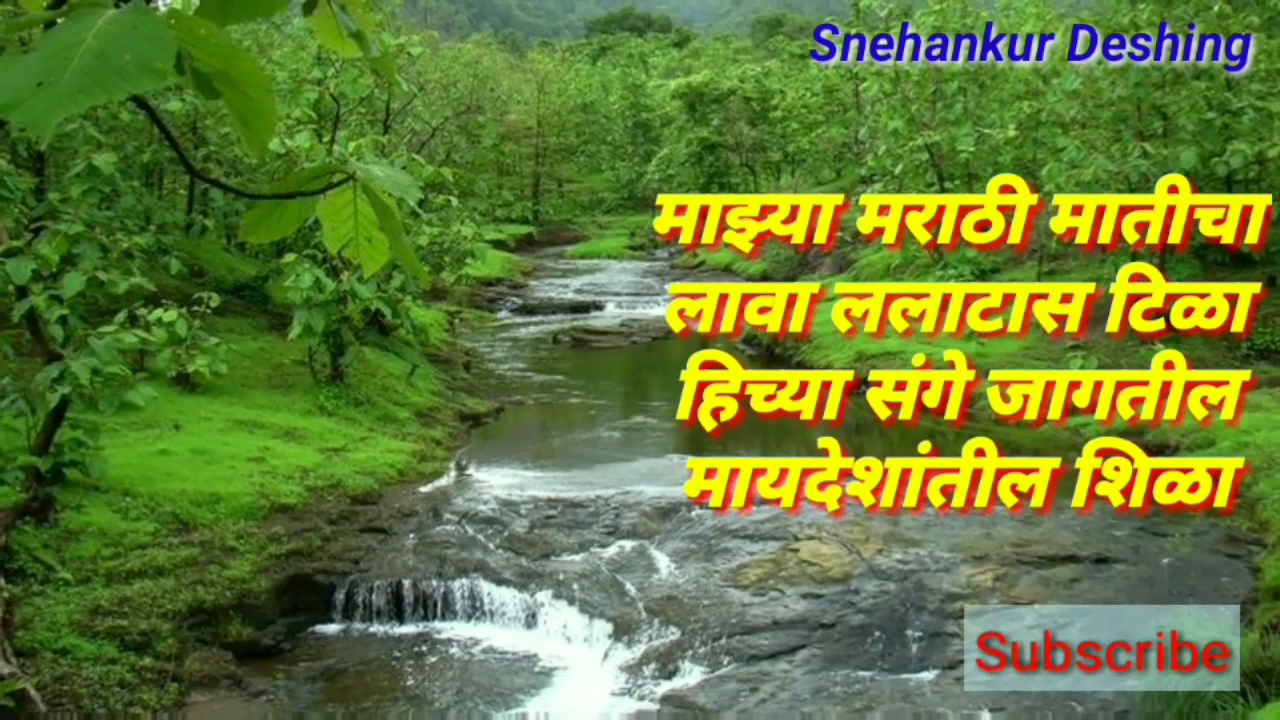 Snehankur Deshing
माझ्या मराठी मातीचा
लावा ललाटास टिळा
हिच्या संगे जागतील
मायदेशांतील शिळा
Subscribe